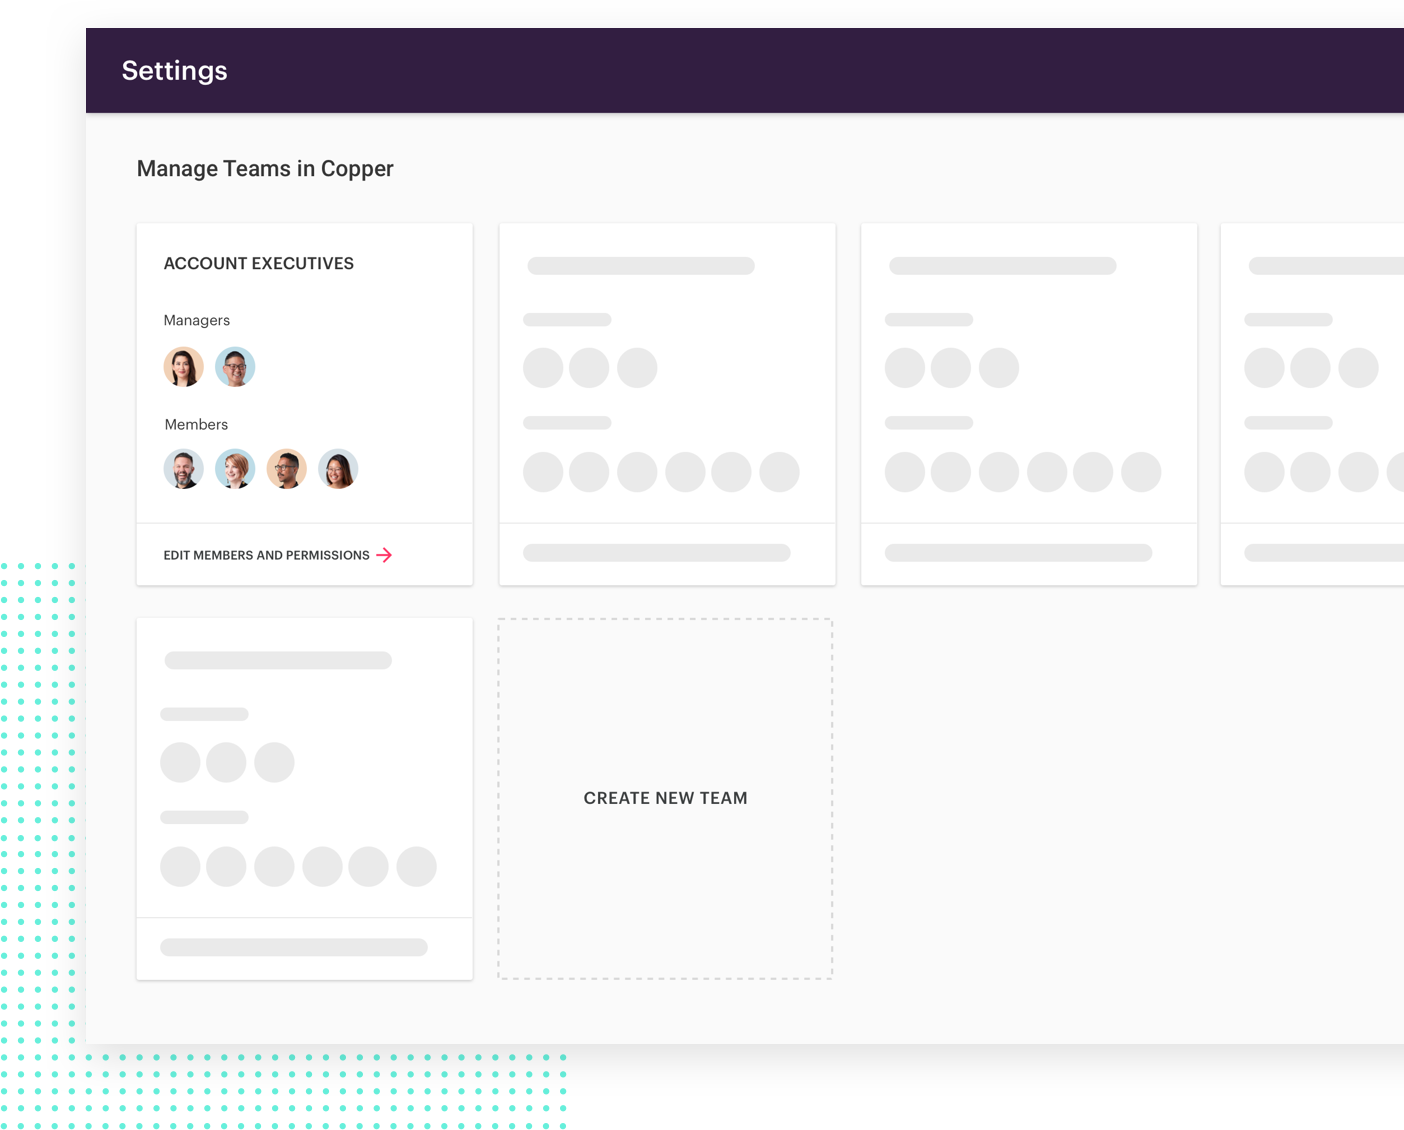 Settings
Manage Teams in Copper
ACCOUNT EXECUTIVES
Managers
Members
EDIT MEMBERS AND PERMISSIONS
CREATE NEW TEAM